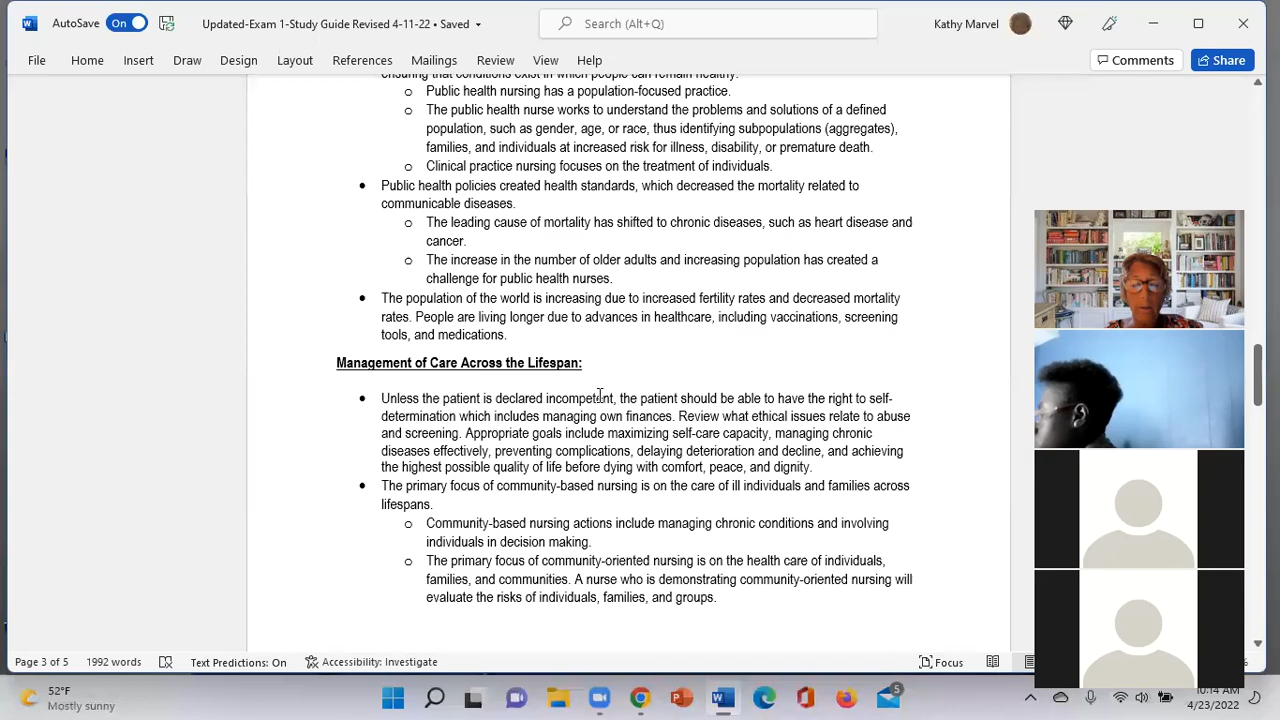 AutoSave On Updated-Exam 1-Study Guide Revised 4-11-22 • Saved Search (Alt+Q) Kathy Marvel
File Home Insert Draw Design Layout References Mailings Review View Help Comments Share
ensuring that conditions exist in which people can remain healthy.
o Public health nursing has a population-focused practice.
o The public health nurse works to understand the problems and solutions of a defined
population, such as gender, age, or race, thus identifying subpopulations (aggregates),
families, and individuals at increased risk for illness, disability, or premature death.
o Clinical practice nursing focuses on the treatment of individuals.
• Public health policies created health standards, which decreased the mortality related to
communicable diseases.
o The leading cause of mortality has shifted to chronic diseases, such as heart disease and
cancer.
o The increase in the number of older adults and increasing population has created a
challenge for public health nurses.
• The population of the world is increasing due to increased fertility rates and decreased mortality
rates. People are living longer due to advances in healthcare, including vaccinations, screening
tools, and medications.
Management of Care Across the Lifespan:
• Unless the patient is declared incompetent, the patient should be able to have the right to self-
determination which includes managing own finances. Review what ethical issues relate to abuse
and screening. Appropriate goals include maximizing self-care capacity, managing chronic
diseases effectively, preventing complications, delaying deterioration and decline, and achieving
the highest possible quality of life before dying with comfort, peace, and dignity.
• The primary focus of community-based nursing is on the care of ill individuals and families across
lifespans.
o Community-based nursing actions include managing chronic conditions and involving
individuals in decision making.
o The primary focus of community-oriented nursing is on the health care of individuals,
families, and communities. A nurse who is demonstrating community-oriented nursing will
evaluate the risks of individuals, families, and groups.
Page 3 of 5 1992 words Text Predictions: On Accessibility: Investigate Focus
52°F
Mostly sunny
5
10:14 AM
4/23/2022